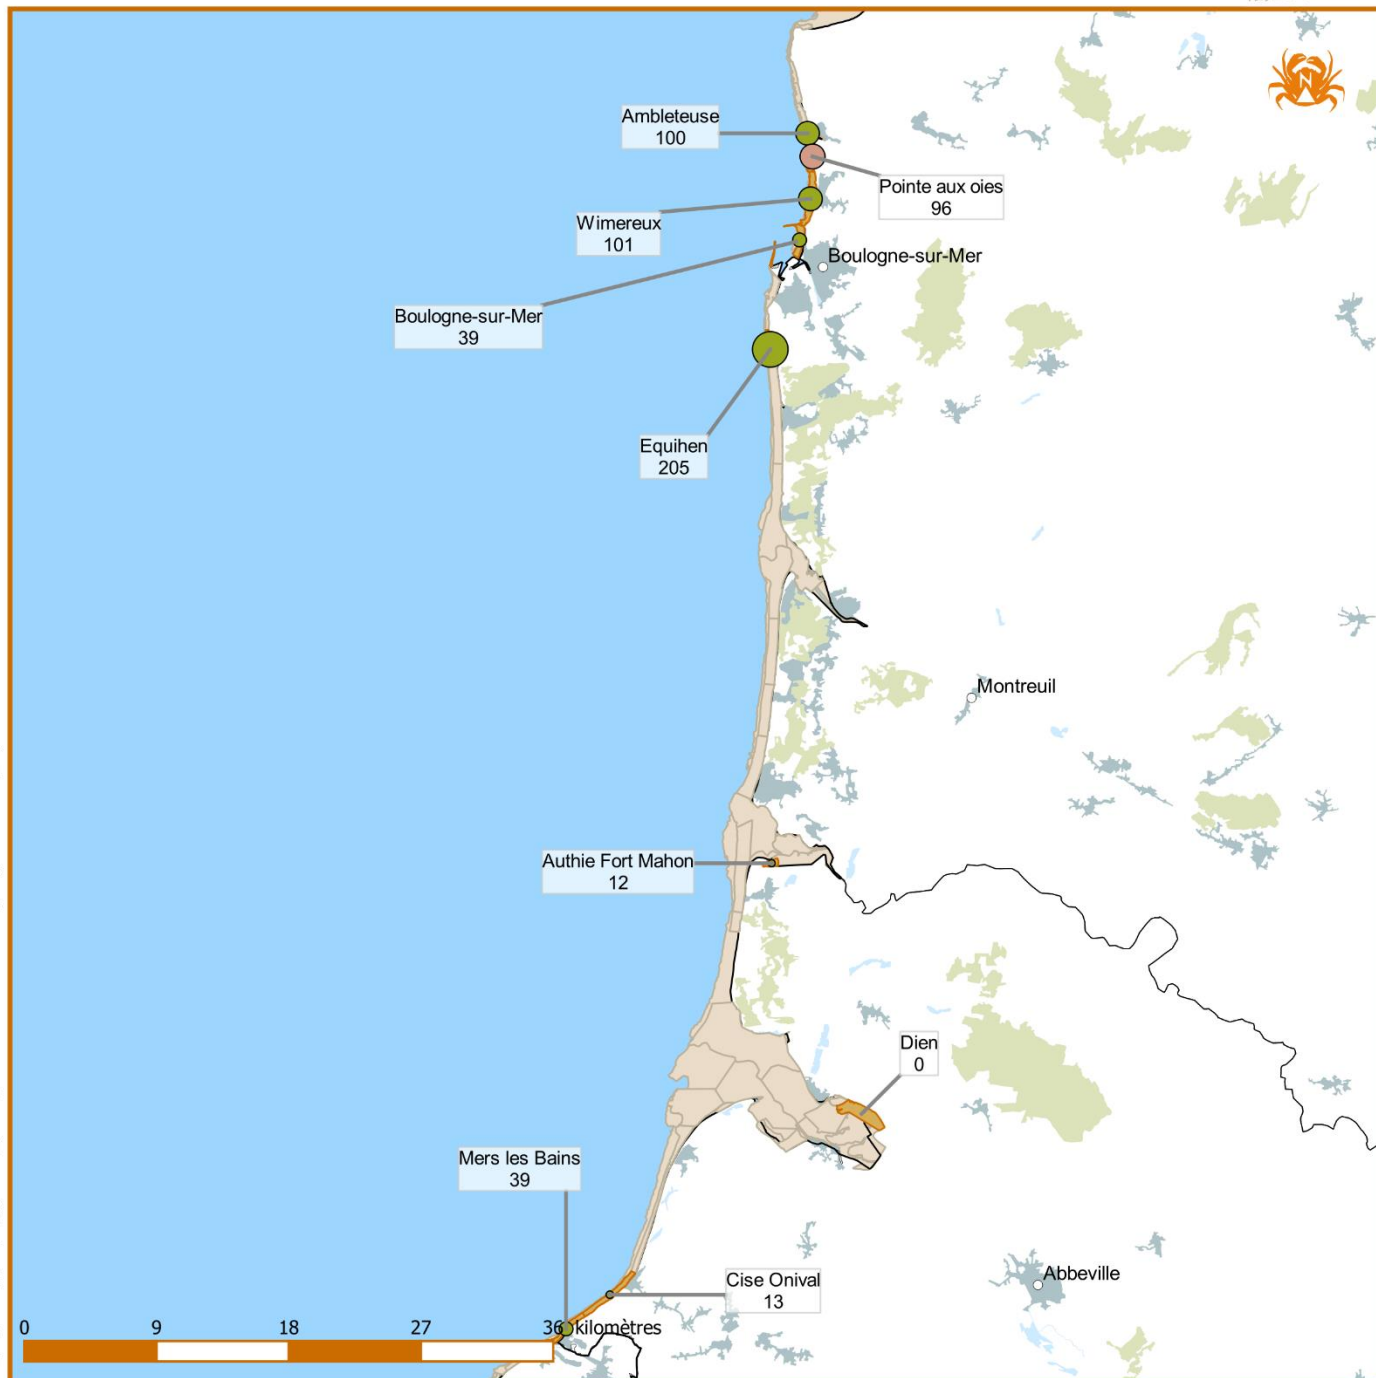 N
Ambleteuse
100
Pointe aux oies
96
Wimereux
101
Boulogne-sur-Mer
Boulogne-sur-Mer
39
Equihen
205
Montreuil
Authie Fort Mahon
12
Dien
0
Mers les Bains
39
Cise Onival
13
Abbeville
0 9 18 27 36 kilomètres